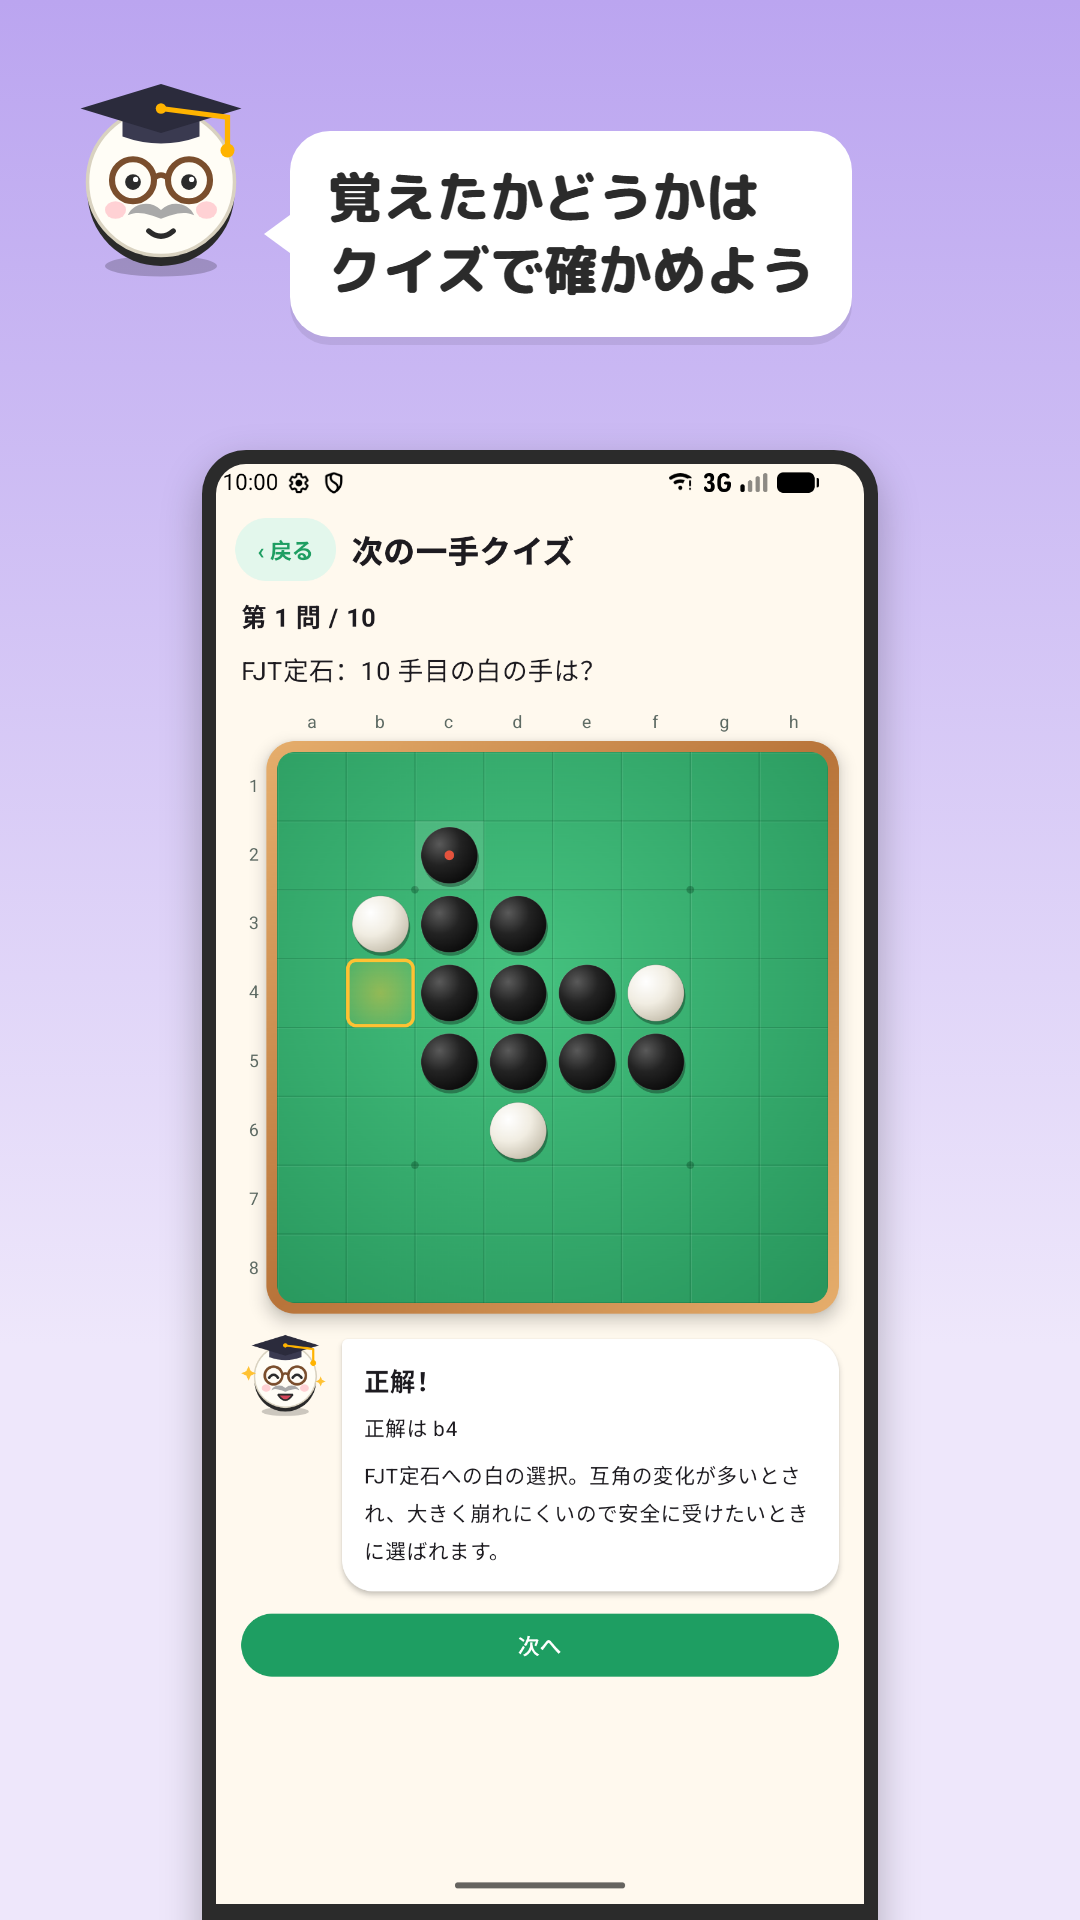 覚えたかどうかは
クイズで確かめよう
10:00
3G
‹ 戻る
次の一手クイズ
第 1 問 / 10
FJT定石：10 手目の白の手は？
a b c d e f g h
1
2
3
4
5
6
7
8
正解！
正解は b4
FJT定石への白の選択。互角の変化が多いとさ
れ、大きく崩れにくいので安全に受けたいとき
に選ばれます。
次へ